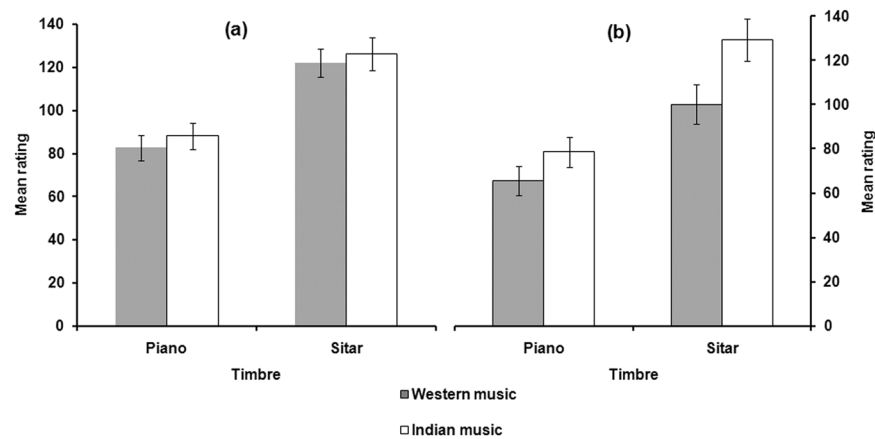 (a)
Mean rating
140
120
100
80
60
40
20
0
Piano
Sitar
Timbre
(b)
Mean rating
140
120
100
80
60
40
20
0
Piano
Sitar
Timbre
Western music
Indian music